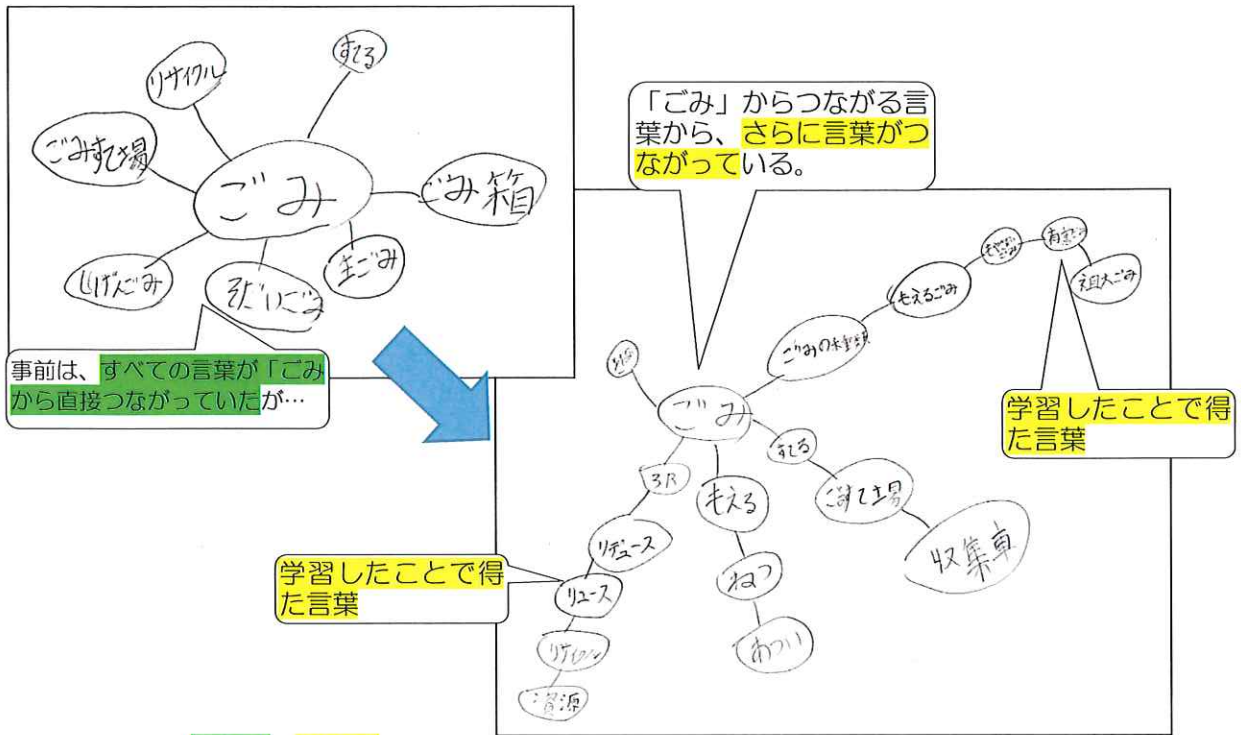 すてる
リサイクル
ごみすて場
ごみ
ごみ箱
しげんごみ
そだいごみ
生ごみ
事前は、すべての言葉が「ごみ
から直接つながっていたが…
「ごみ」からつながる言
葉から、さらに言葉がつ
ながっている。
祖大ごみ
もえるごみ
ごみの種類
ごみ
学習したことで得
た言葉
すてる
3R
もえる
ごみすて場
収集車
リデュース
ねつ
学習したことで得
た言葉
リユース
あつい
リサイクル
資源